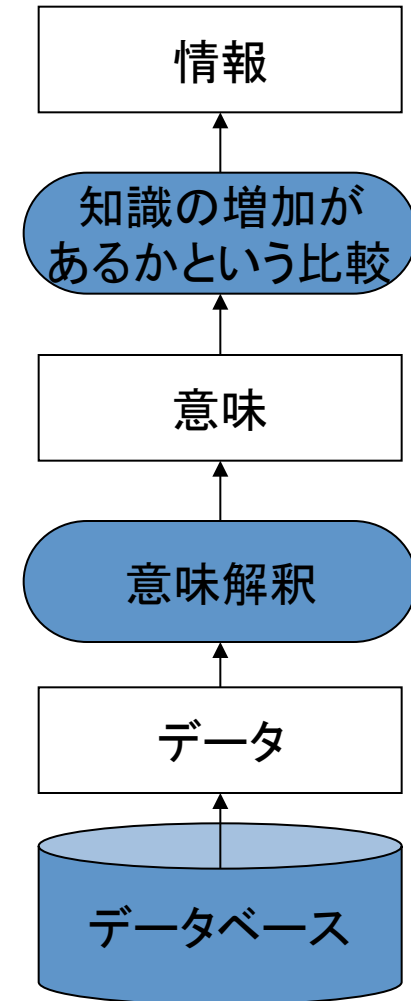 情報
知識の増加が
あるかという比較
意味
意味解釈
データ
データベース